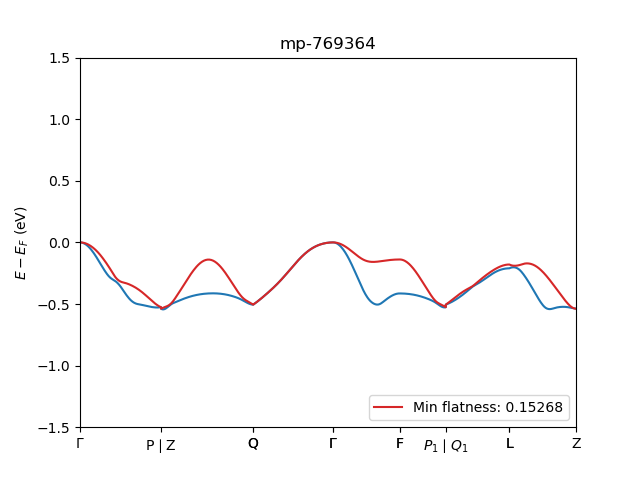 mp-769364
E − E_F (eV)
1.5
1.0
0.5
0.0
−0.5
−1.0
−1.5
Min flatness: 0.15268
Γ P | Z Q Γ F P₁ | Q₁ L Z